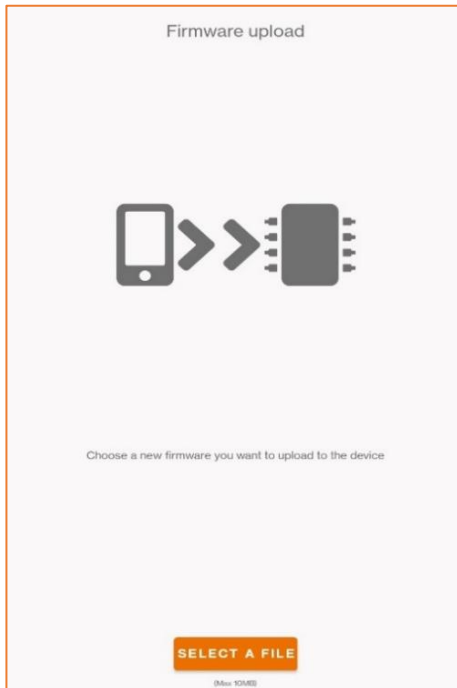 Firmware upload
Choose a new firmware you want to upload to the device
SELECT A FILE
(Max 10MB)